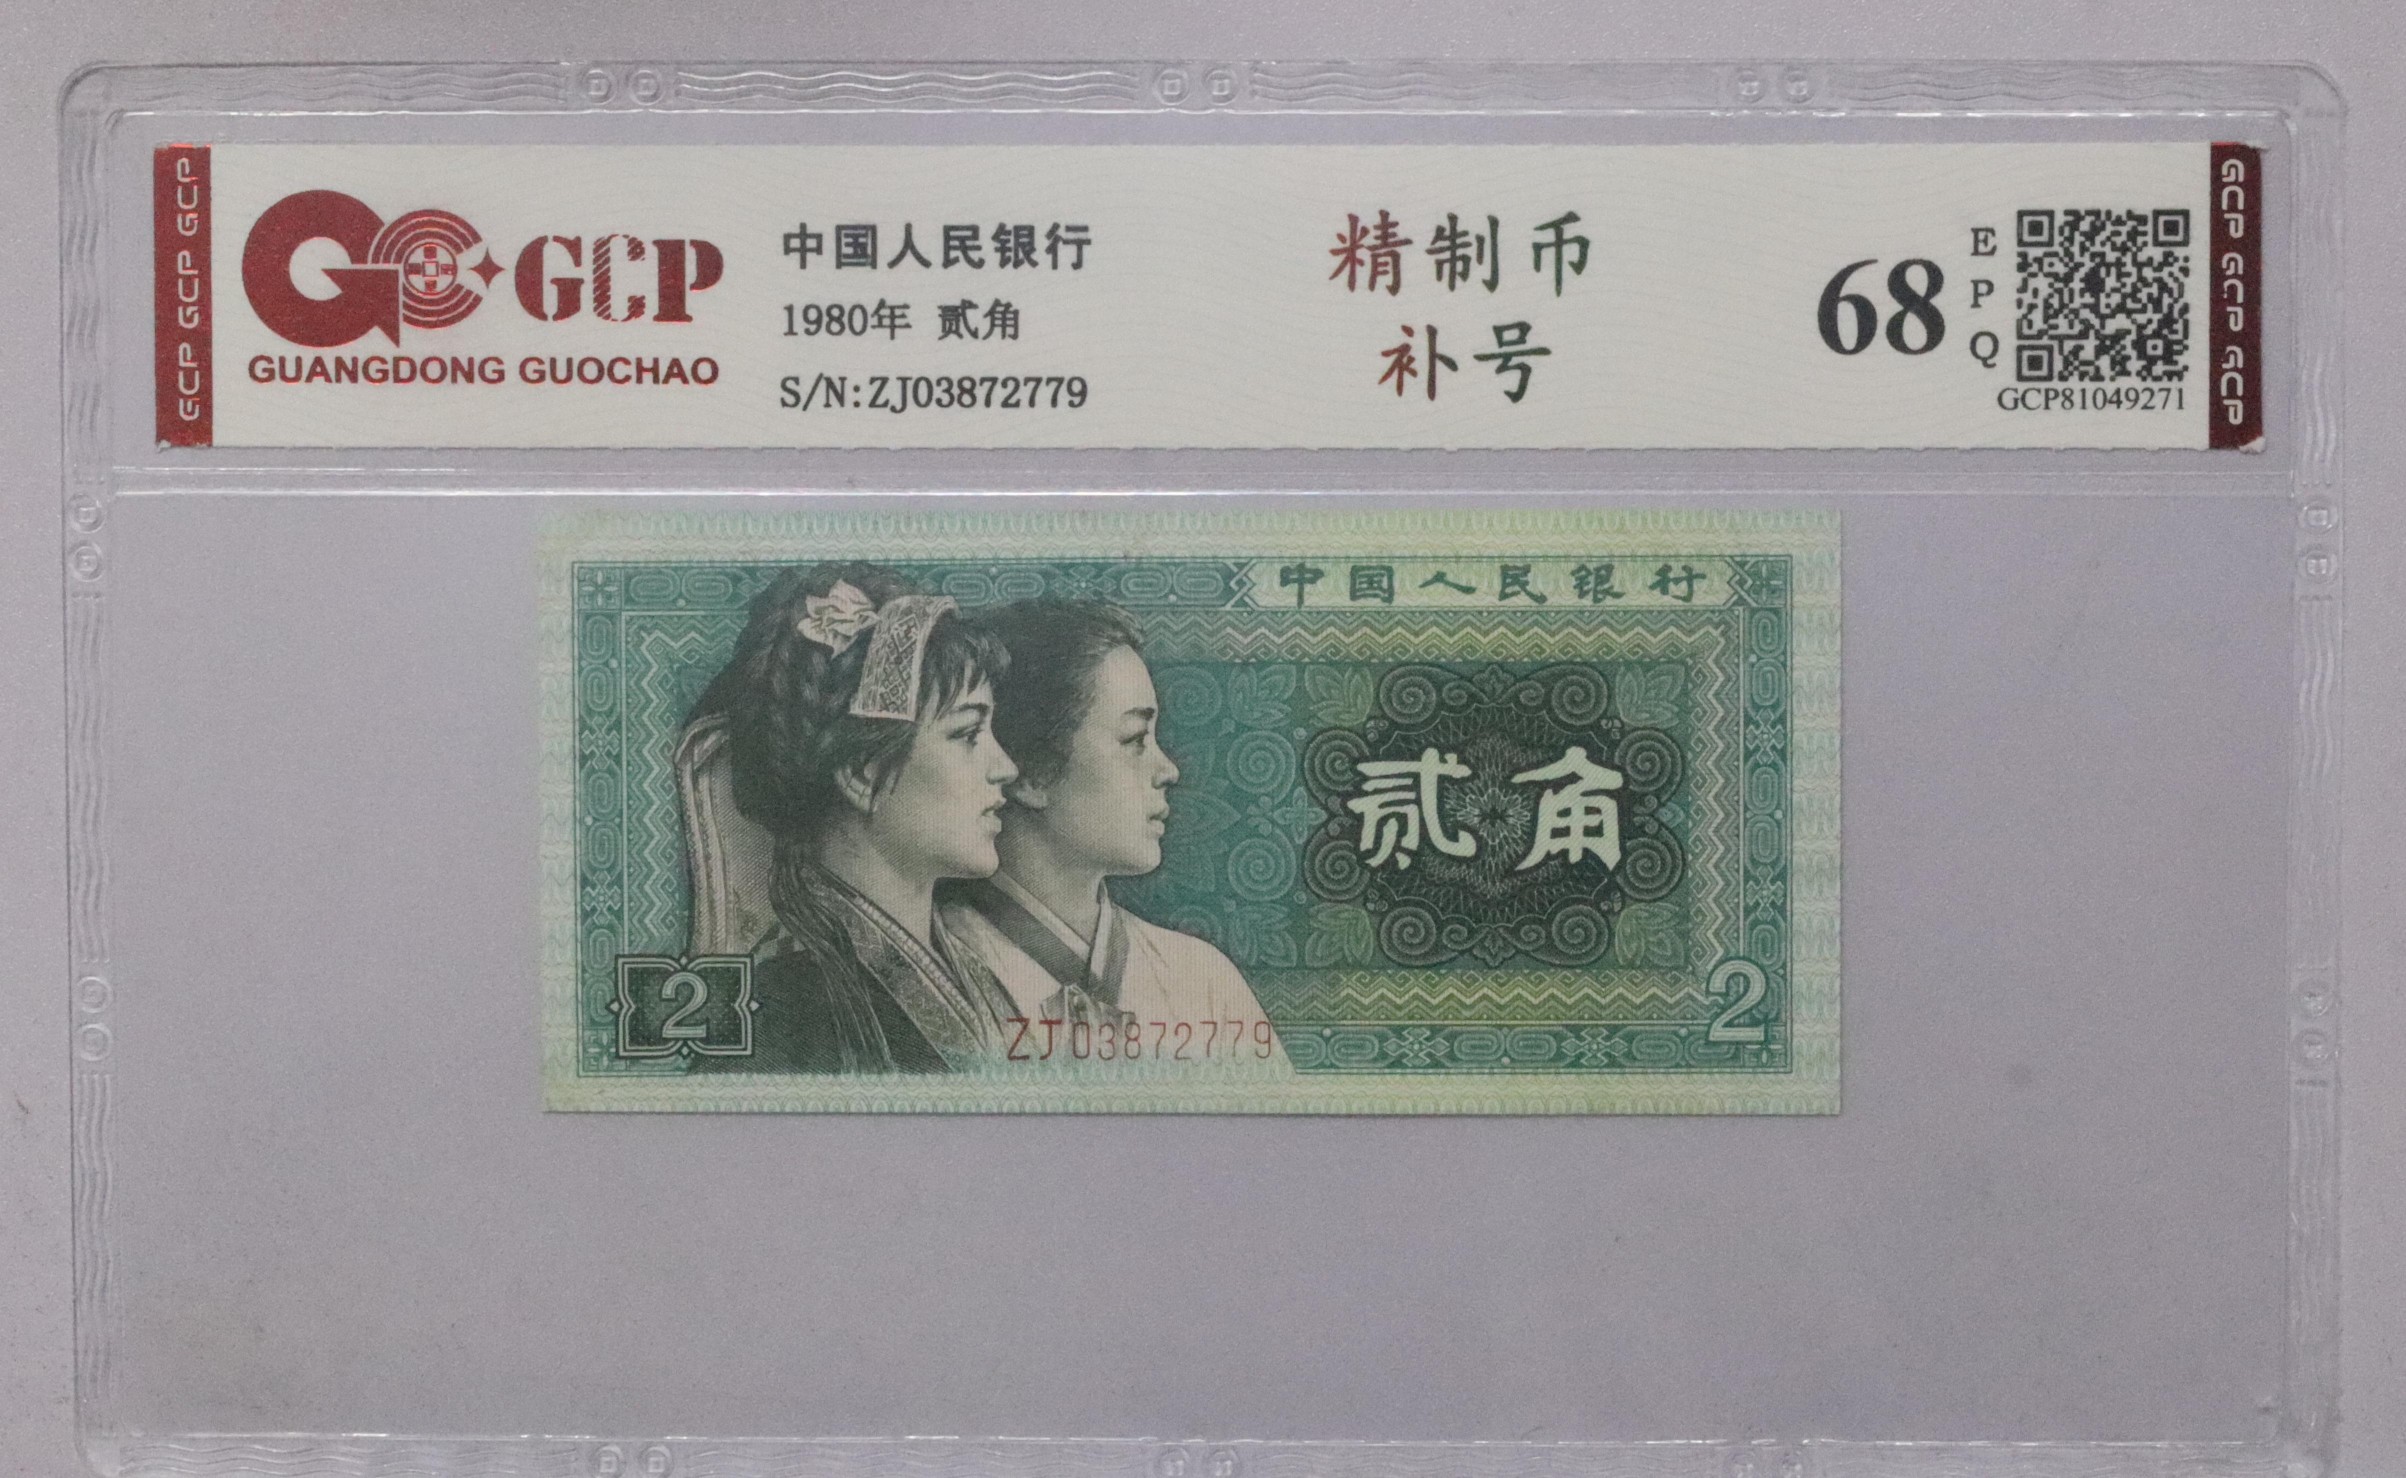 GCP GCP GCP
GCP
GUANGDONG GUOCHAO
中国人民银行
1980年 贰角
S/N:ZJ03872779
精制币
补号
68
E
P
Q
GCP81049271
GCP GCP GCP
中国人民银行
贰角
2
ZJ03872779
2